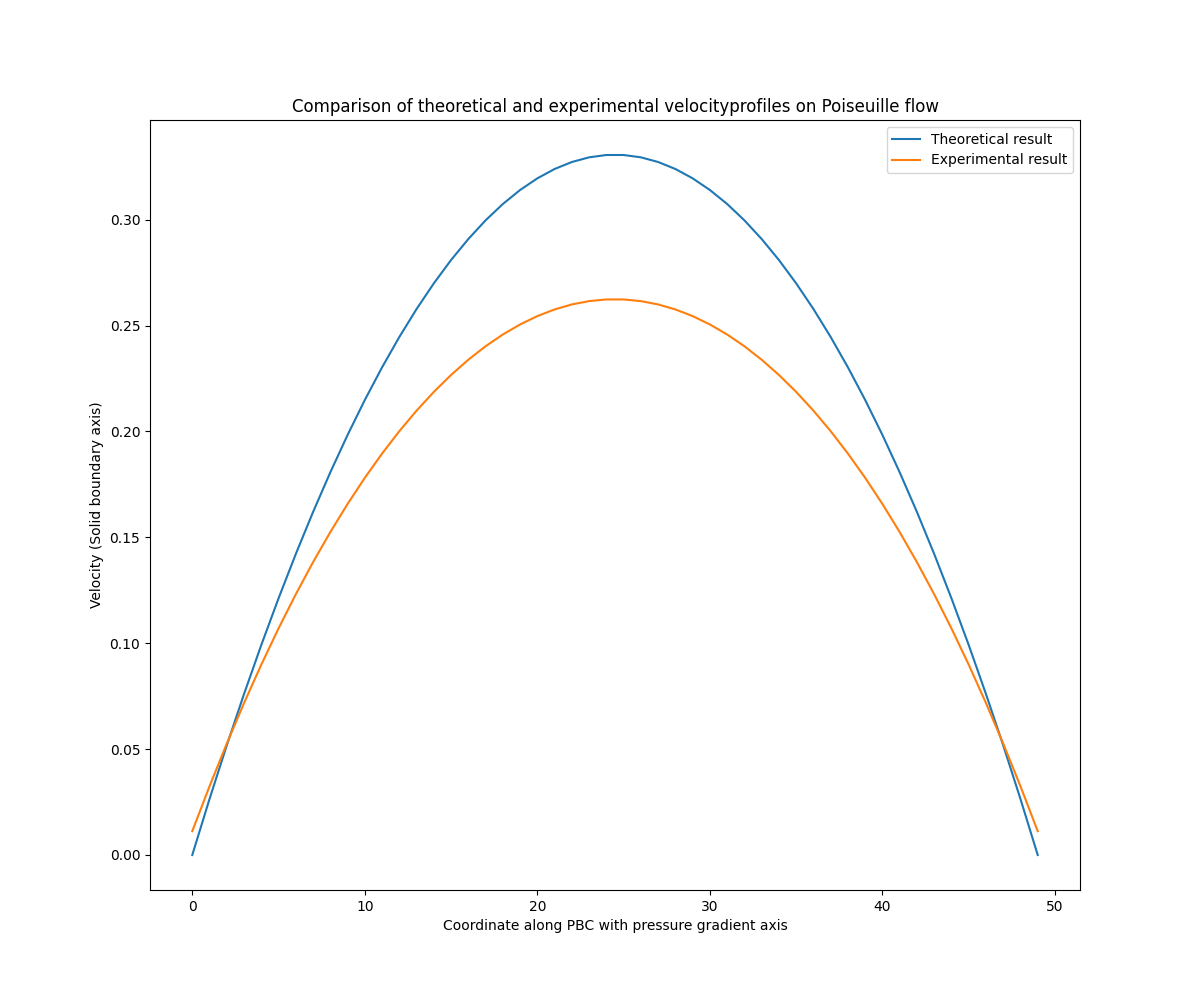 Comparison of theoretical and experimental velocityprofiles on Poiseuille flow
Theoretical result
Experimental result
Velocity (Solid boundary axis)
0.30
0.25
0.20
0.15
0.10
0.05
0.00
0 10 20 30 40 50
Coordinate along PBC with pressure gradient axis